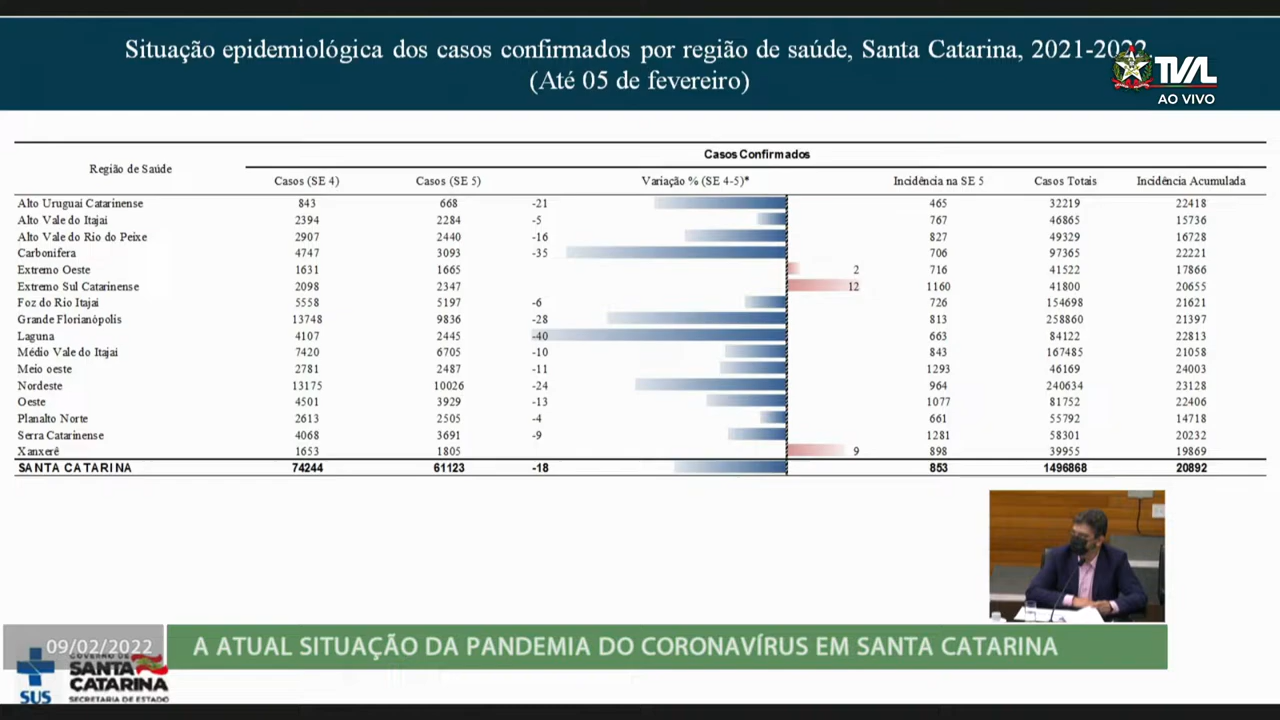 Situação epidemiológica dos casos confirmados por região de saúde, Santa Catarina, 2021-2022.
(Até 05 de fevereiro)
TVAL
AO VIVO
Casos Confirmados
Região de Saúde
Casos (SE 4) Casos (SE 5) Variação % (SE 4-5)* Incidência na SE 5 Casos Totais Incidência Acumulada
Alto Uruguai Catarinense 843 668 -21 465 32219 22418
Alto Vale do Itajaí 2394 2284 -5 767 46865 15736
Alto Vale do Rio do Peixe 2907 2440 -16 827 49329 16728
Carbonífera 4747 3093 -35 706 97365 22221
Extremo Oeste 1631 1665 2 716 41522 17866
Extremo Sul Catarinense 2098 2347 12 1160 41800 20655
Foz do Rio Itajaí 5558 5197 -6 726 154698 21621
Grande Florianópolis 13748 9836 -28 813 258860 21397
Laguna 4107 2445 -40 663 84122 22813
Médio Vale do Itajaí 7420 6705 -10 843 167485 21058
Meio oeste 2781 2487 -11 1293 46169 24003
Nordeste 13175 10026 -24 964 240634 23128
Oeste 4501 3929 -13 1077 81752 22406
Planalto Norte 2613 2505 -4 661 55792 14718
Serra Catarinense 4068 3691 -9 1281 58301 20232
Xanxerê 1653 1805 9 898 39955 19869
SANTA CATARINA 74244 61123 -18 853 1496868 20892
09/02/2022
A ATUAL SITUAÇÃO DA PANDEMIA DO CORONAVÍRUS EM SANTA CATARINA
SUS
GOVERNO DE
SANTA
CATARINA
SECRETARIA DE ESTADO